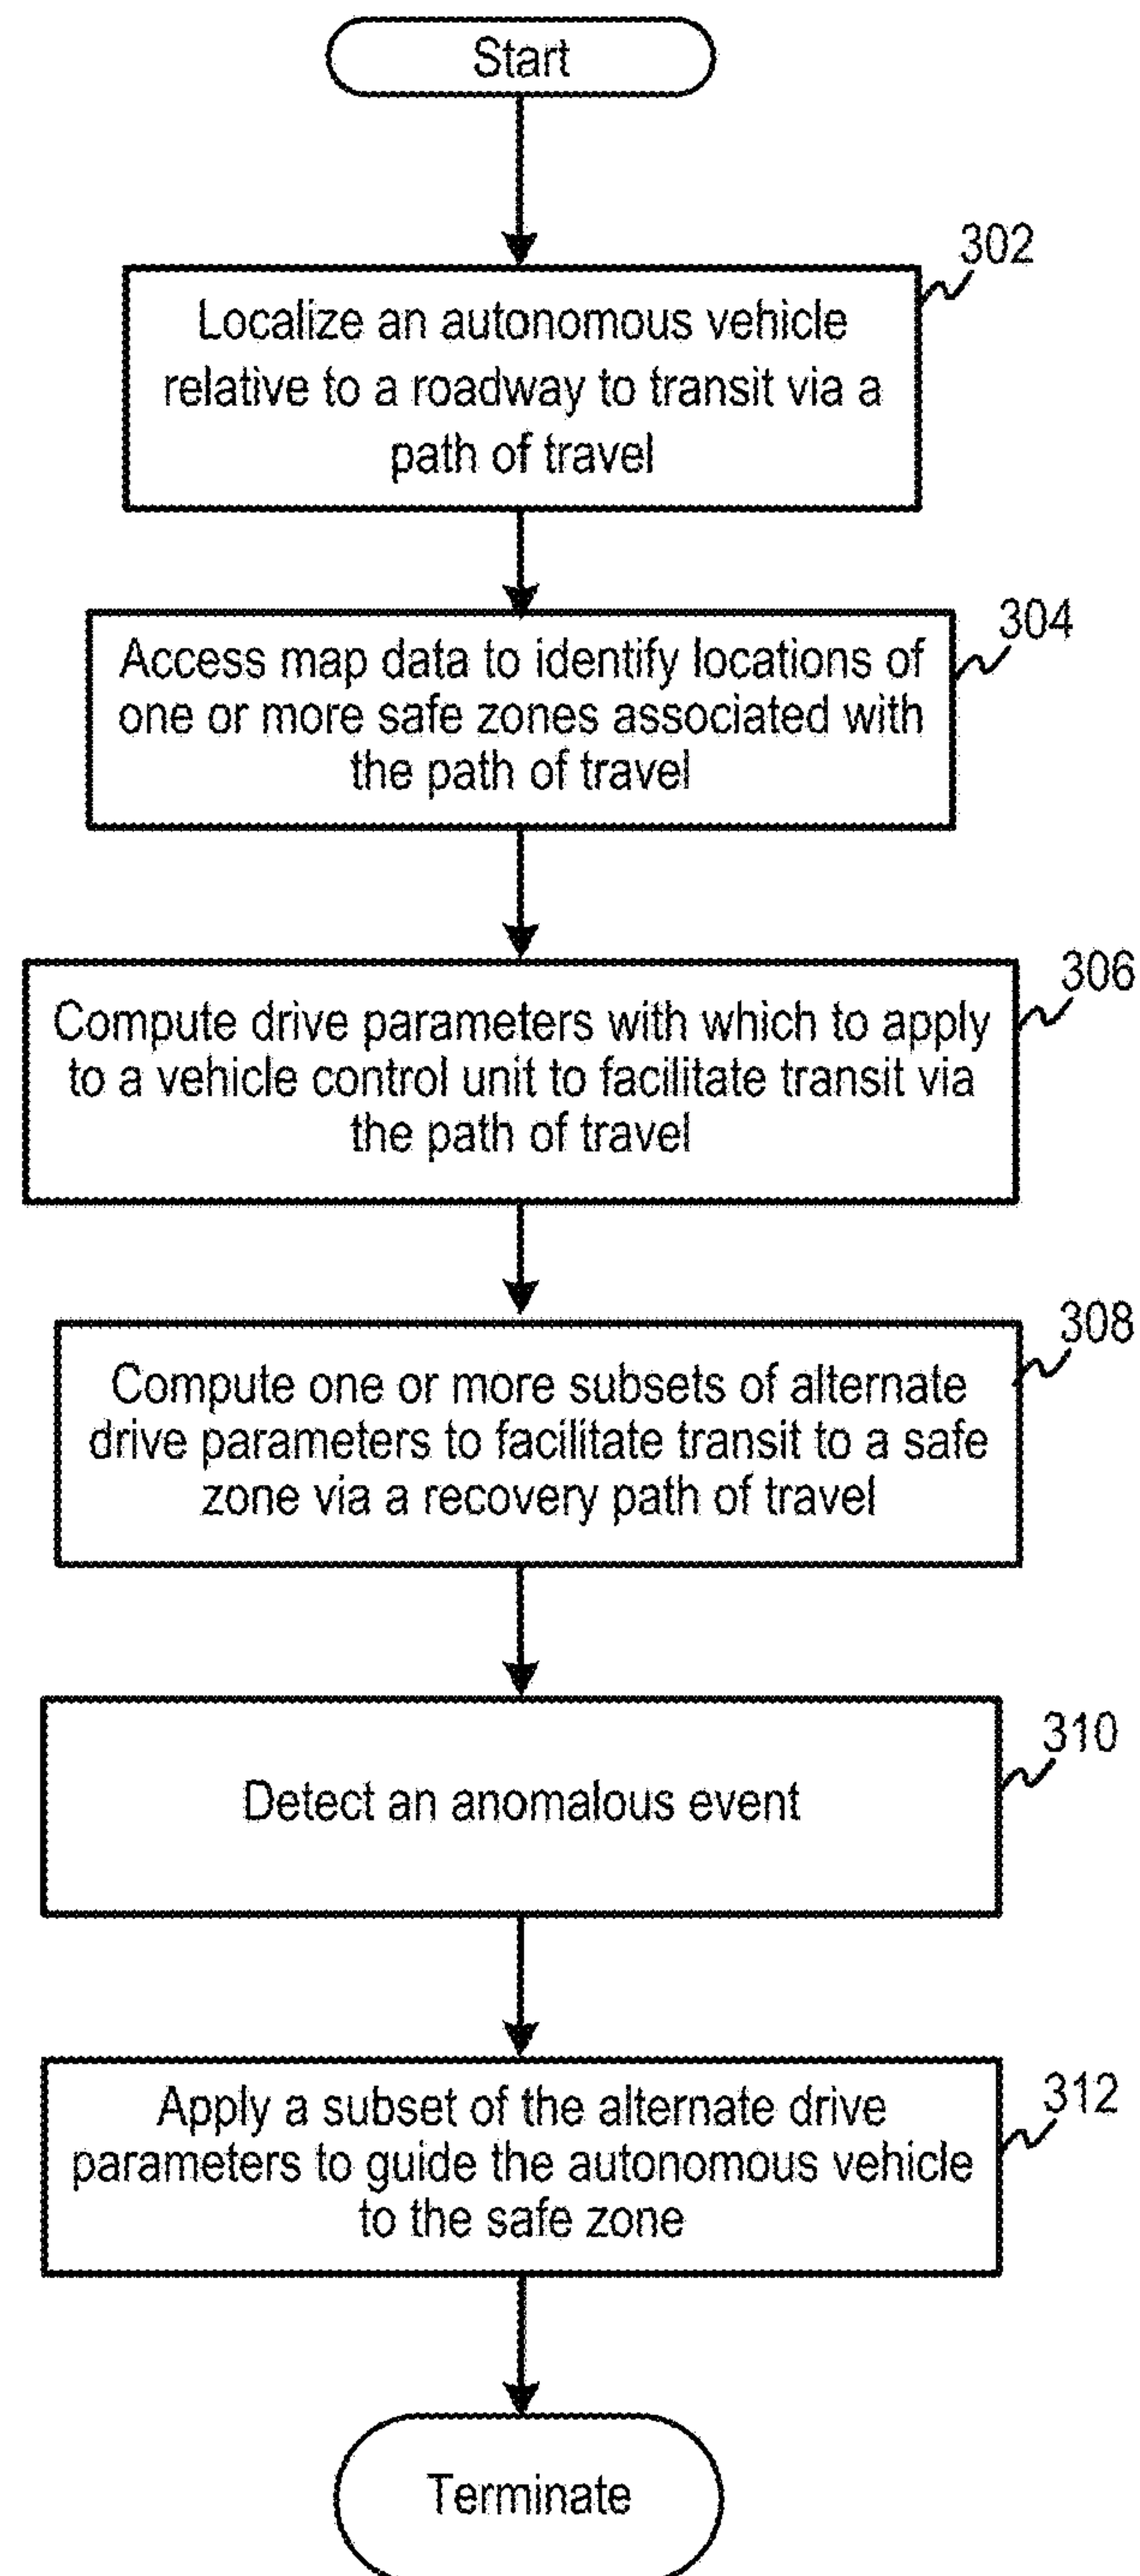 Start
302
Localize an autonomous vehicle
relative to a roadway to transit via a
path of travel
304
Access map data to identify locations of
one or more safe zones associated with
the path of travel
306
Compute drive parameters with which to apply
to a vehicle control unit to facilitate transit via
the path of travel
308
Compute one or more subsets of alternate
drive parameters to facilitate transit to a safe
zone via a recovery path of travel
310
Detect an anomalous event
312
Apply a subset of the alternate drive
parameters to guide the autonomous vehicle
to the safe zone
Terminate